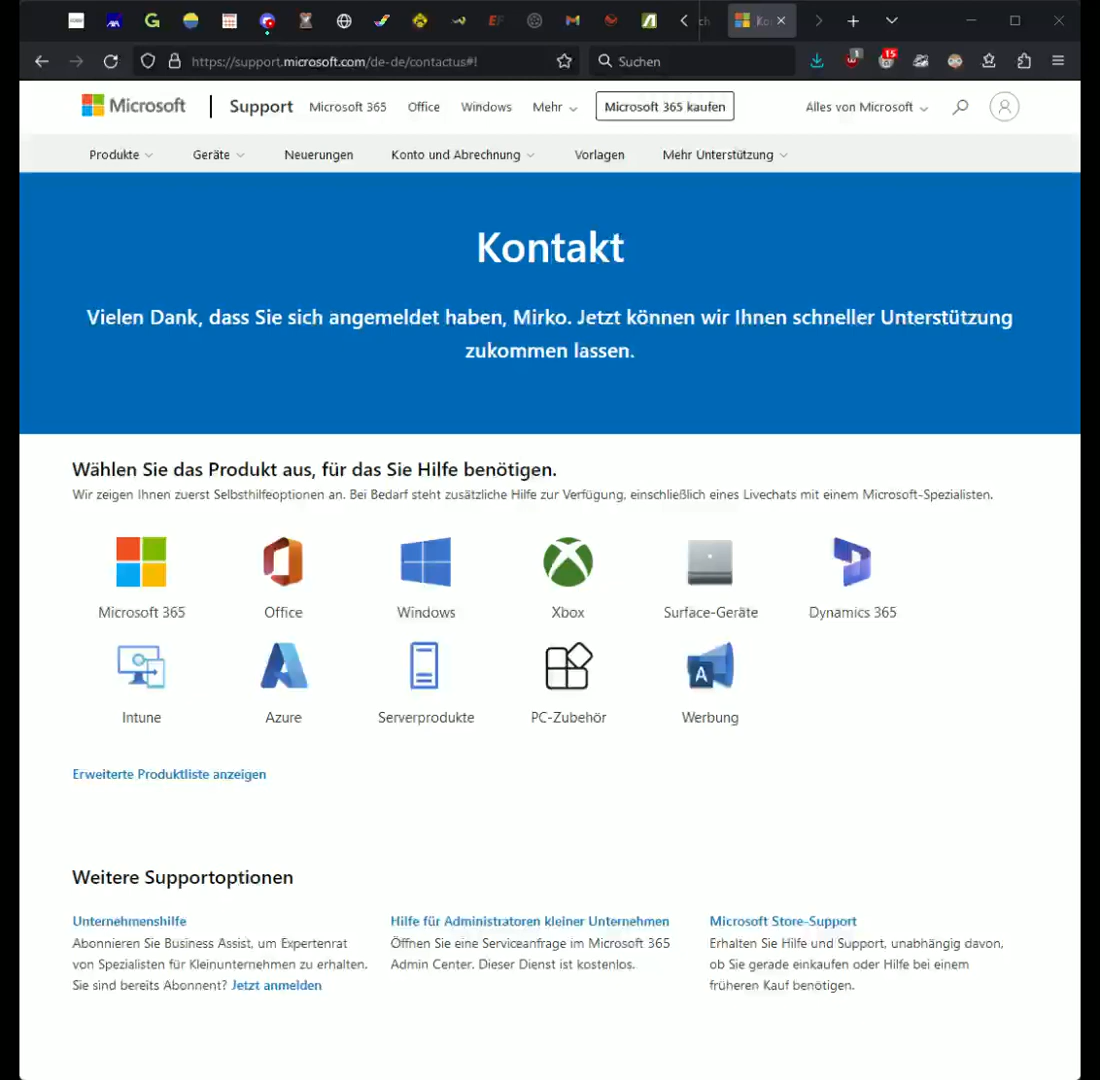 Ko
15
https://support.microsoft.com/de-de/contactus#!
Suchen
Microsoft
Support
Microsoft 365
Office
Windows
Mehr
Microsoft 365 kaufen
Alles von Microsoft
Produkte
Geräte
Neuerungen
Konto und Abrechnung
Vorlagen
Mehr Unterstützung
Kontakt
Vielen Dank, dass Sie sich angemeldet haben, Mirko. Jetzt können wir Ihnen schneller Unterstützung
zukommen lassen.
Wählen Sie das Produkt aus, für das Sie Hilfe benötigen.
Wir zeigen Ihnen zuerst Selbsthilfeoptionen an. Bei Bedarf steht zusätzliche Hilfe zur Verfügung, einschließlich eines Livechats mit einem Microsoft-Spezialisten.
Microsoft 365
Office
Windows
Xbox
Surface-Geräte
Dynamics 365
Intune
Azure
Serverprodukte
PC-Zubehör
Werbung
Erweiterte Produktliste anzeigen
Weitere Supportoptionen
Unternehmenshilfe
Abonnieren Sie Business Assist, um Expertenrat
von Spezialisten für Kleinunternehmen zu erhalten.
Sie sind bereits Abonnent? Jetzt anmelden
Hilfe für Administratoren kleiner Unternehmen
Öffnen Sie eine Serviceanfrage im Microsoft 365
Admin Center. Dieser Dienst ist kostenlos.
Microsoft Store-Support
Erhalten Sie Hilfe und Support, unabhängig davon,
ob Sie gerade einkaufen oder Hilfe bei einem
früheren Kauf benötigen.